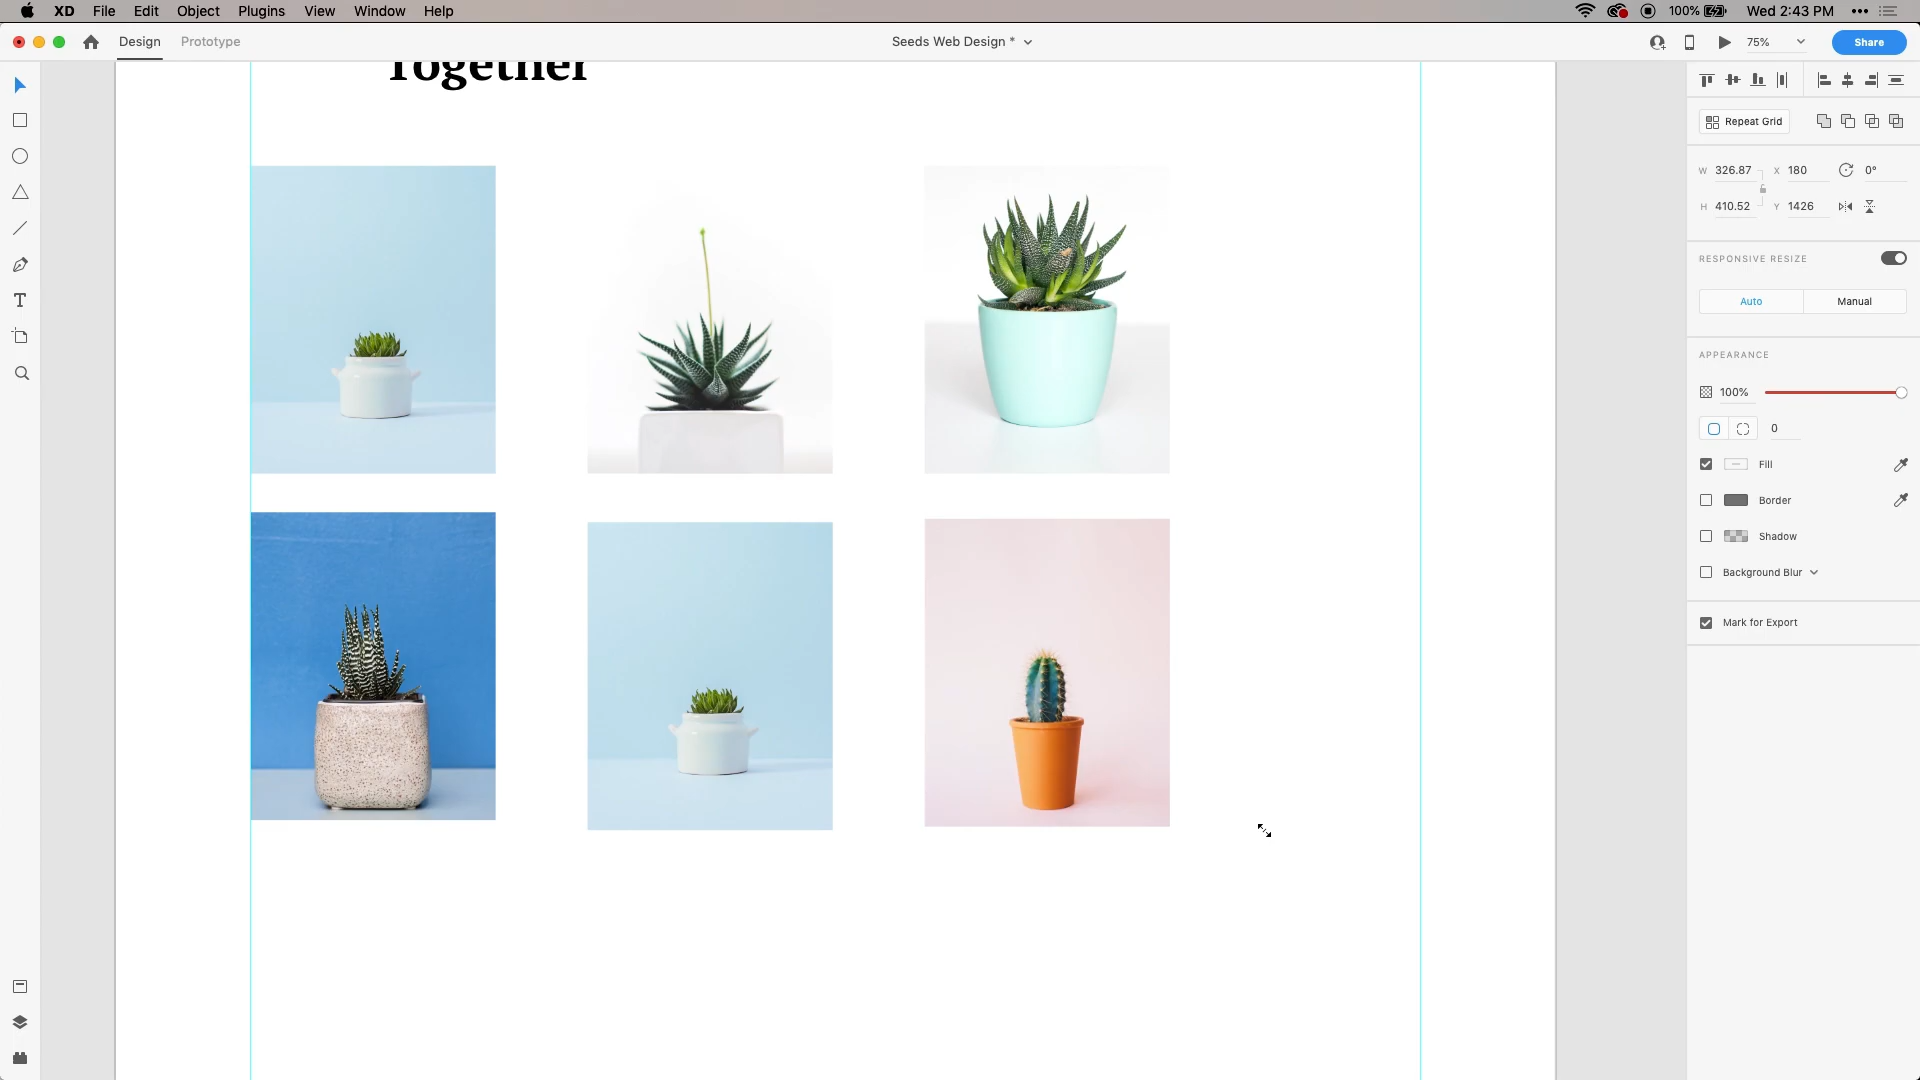 XD File Edit Object Plugins View Window Help
100% Wed 2:43 PM
Design Prototype
Seeds Web Design *
75%
Share
Together
Repeat Grid
W 326.87 X 180 0°
H 410.52 Y 1426
RESPONSIVE RESIZE
Auto Manual
APPEARANCE
100%
0
Fill
Border
Shadow
Background Blur
Mark for Export
T